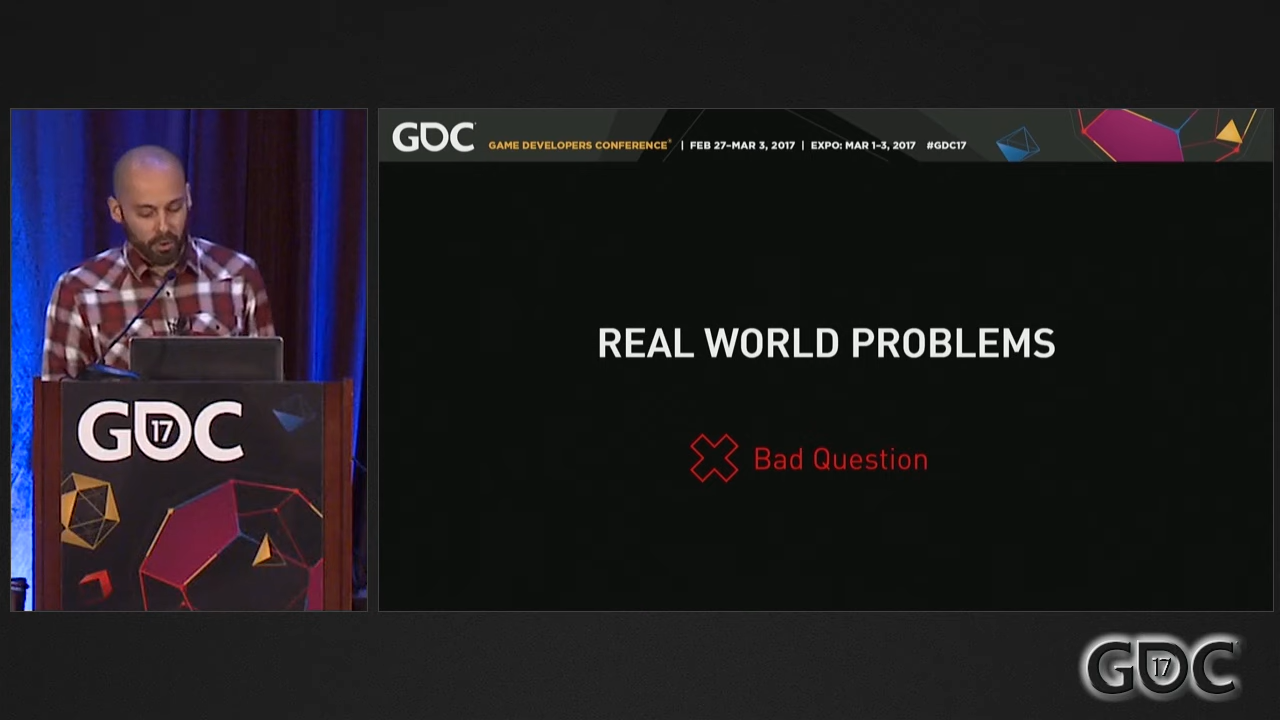 GDC
GAME DEVELOPERS CONFERENCE | FEB 27–MAR 3, 2017 | EXPO: MAR 1–3, 2017 #GDC17
REAL WORLD PROBLEMS
Bad Question
GDC
17
GDC
17